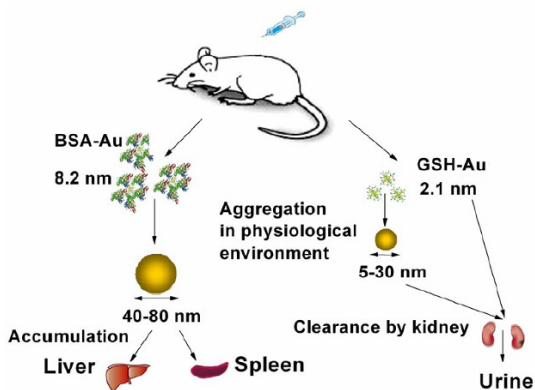 BSA-Au
8.2 nm
GSH-Au
2.1 nm
Aggregation
in physiological
environment
5-30 nm
40-80 nm
Accumulation
Liver
Spleen
Clearance by kidney
Urine